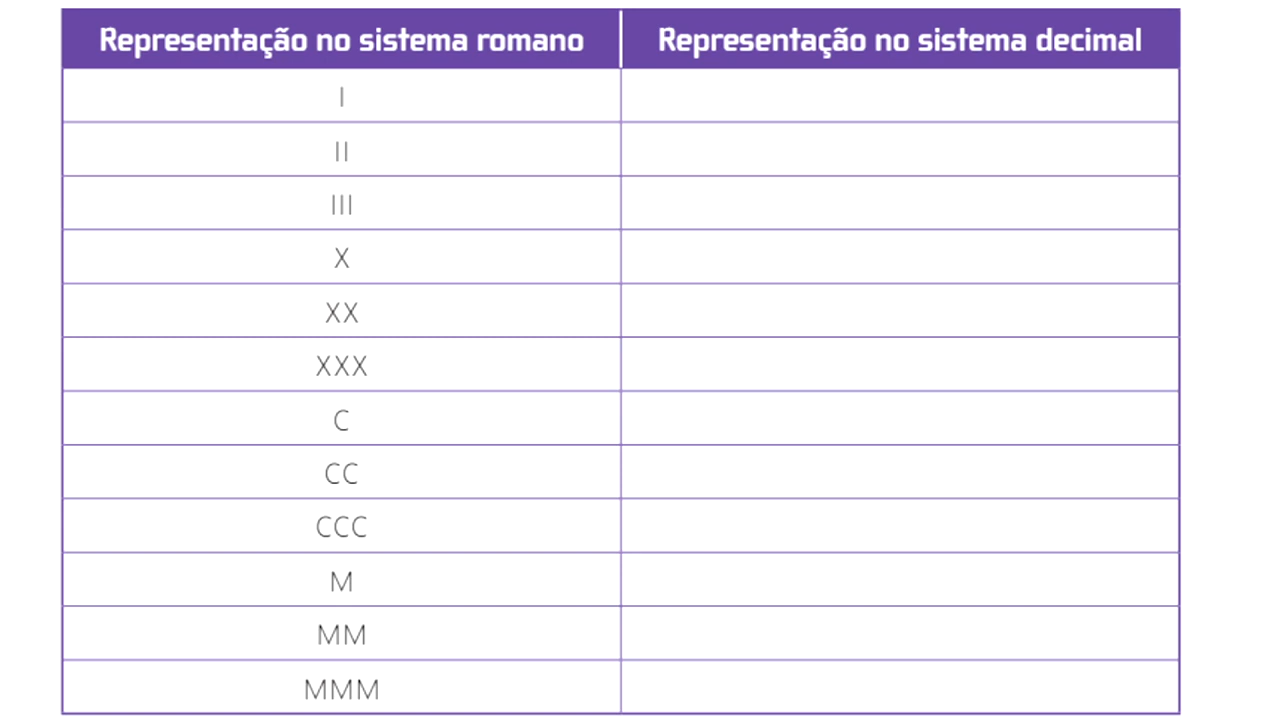 Representação no sistema romano Representação no sistema decimal
I
II
III
X
XX
XXX
C
CC
CCC
M
MM
MMM